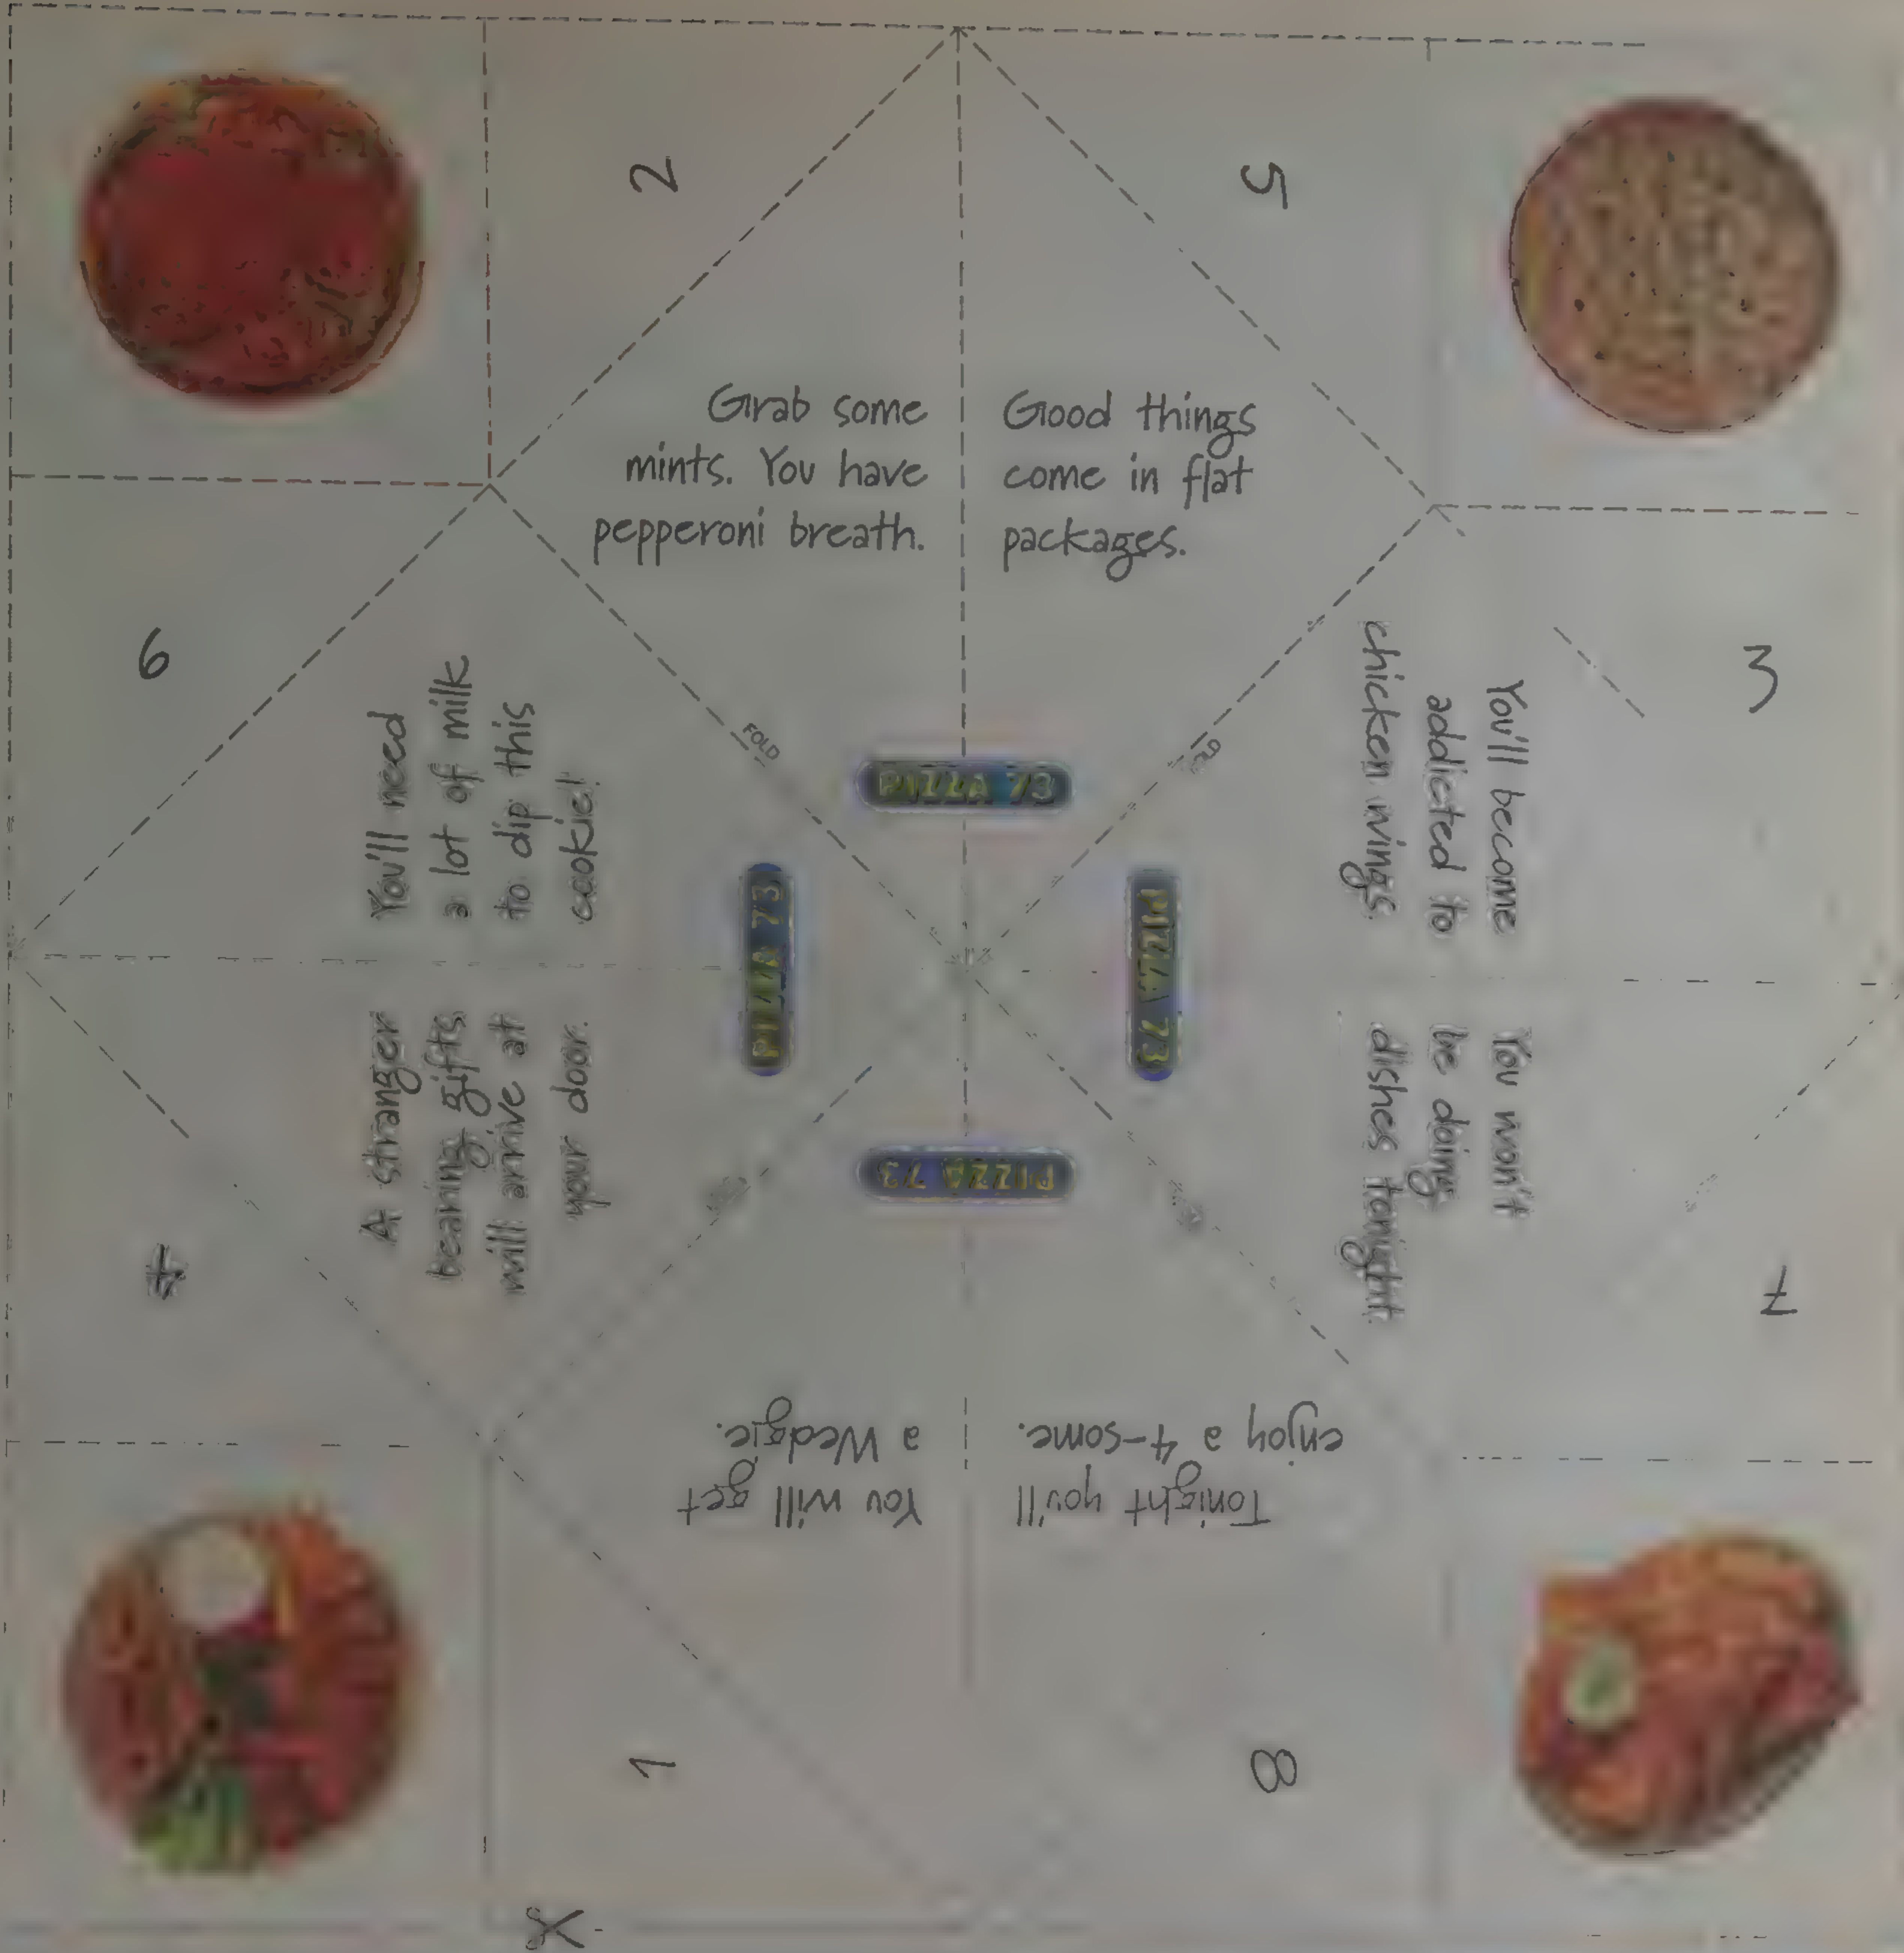 2
5
Grab some
mints. You have
pepperoni breath.
Good things
come in flat
packages.
6
3
You'll need
a lot of milk
to dip this
cookie!
You'll become
addicted to
chicken wings.
FOLD
PIZZA 73
PIZZA 73
PIZZA 73
PIZZA 73
A stranger
bearing gifts
will arrive at
your door.
You won't
be doing
dishes tonight.
4
7
You will get
a Wedgie.
Tonight you'll
enjoy a 4-some.
1
8